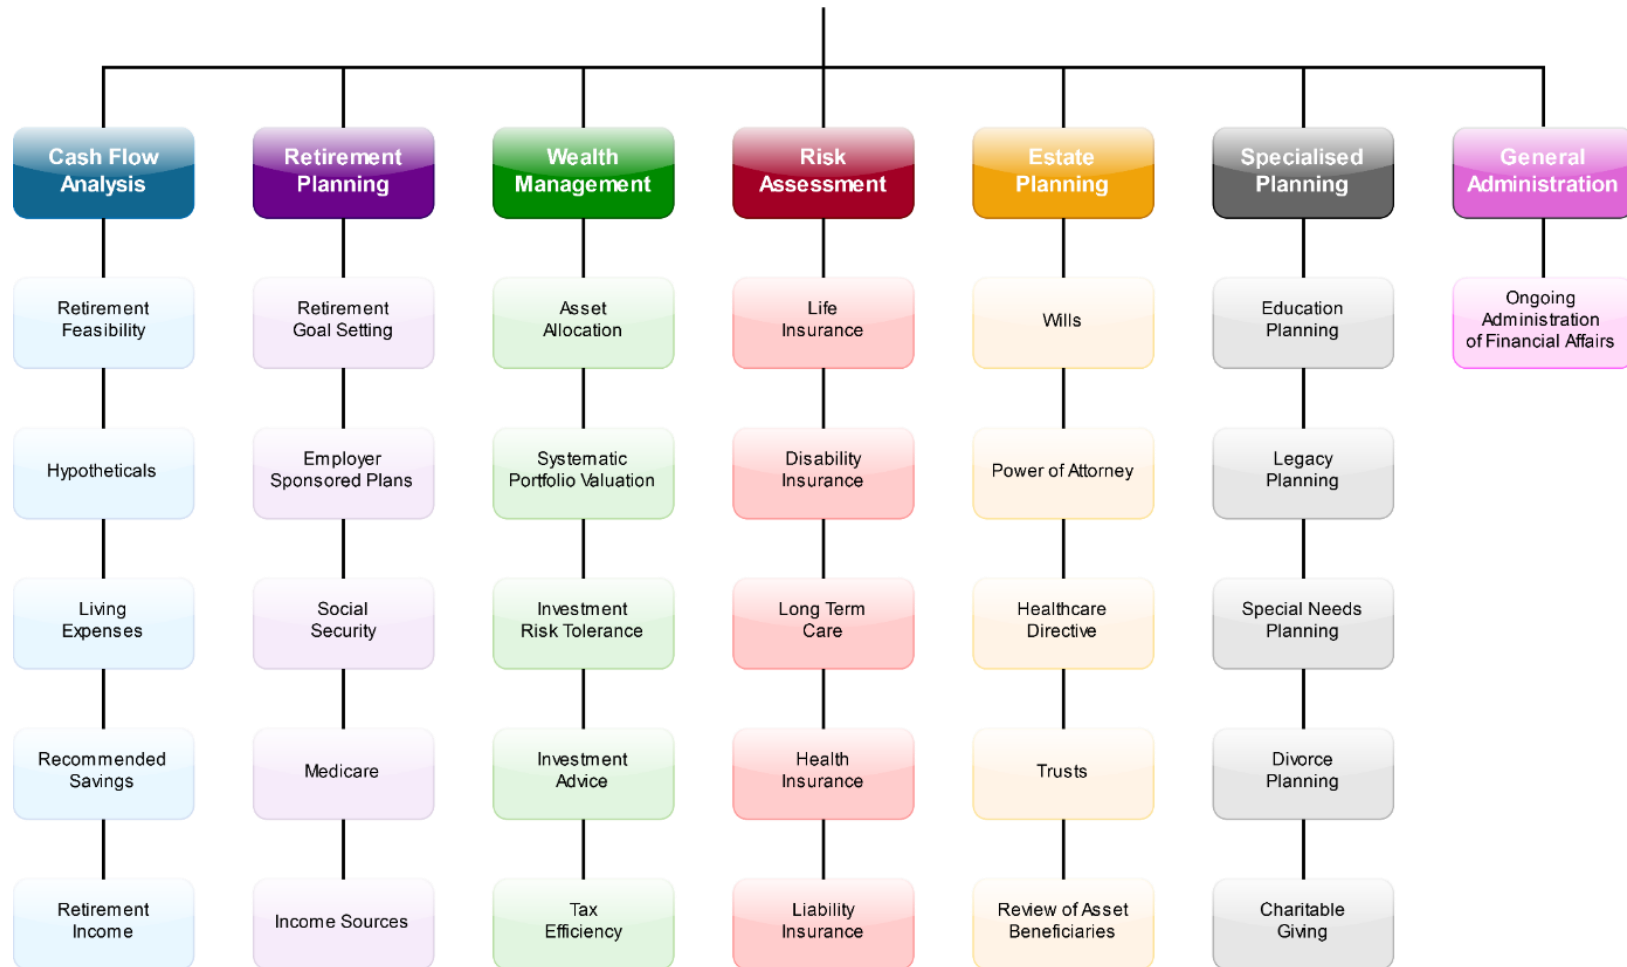 Cash Flow
Analysis
Retirement
Planning
Wealth
Management
Risk
Assessment
Estate
Planning
Specialised
Planning
General
Administration
Retirement
Feasibility
Retirement
Goal Setting
Asset
Allocation
Life
Insurance
Wills
Education
Planning
Ongoing
Administration
of Financial Affairs
Hypotheticals
Employer
Sponsored Plans
Systematic
Portfolio Valuation
Disability
Insurance
Power of Attorney
Legacy
Planning
Living
Expenses
Social
Security
Investment
Risk Tolerance
Long Term
Care
Healthcare
Directive
Special Needs
Planning
Recommended
Savings
Medicare
Investment
Advice
Health
Insurance
Trusts
Divorce
Planning
Retirement
Income
Income Sources
Tax
Efficiency
Liability
Insurance
Review of Asset
Beneficiaries
Charitable
Giving